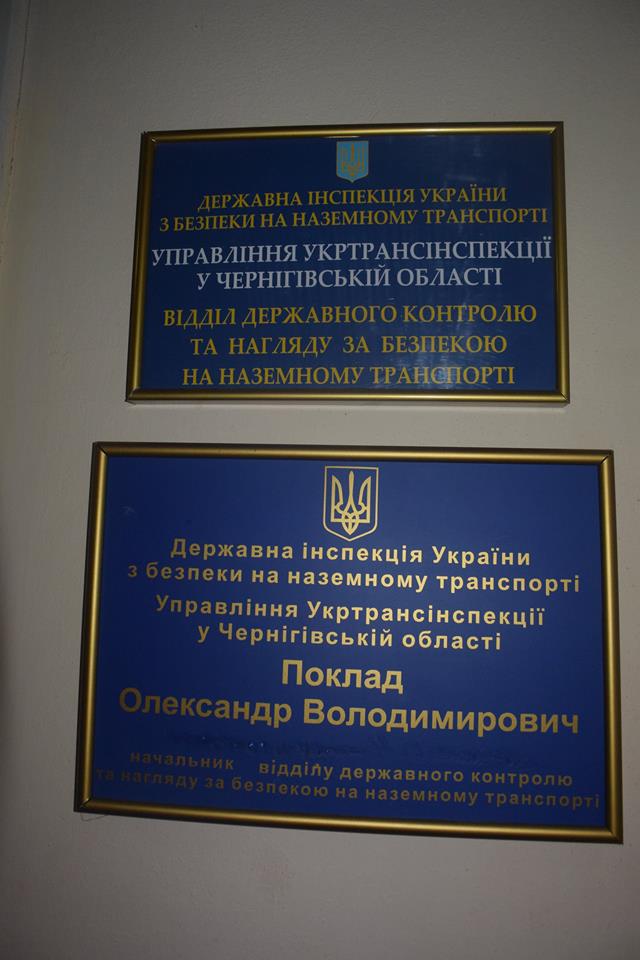 ДЕРЖАВНА ІНСПЕКЦІЯ УКРАЇНИ
З БЕЗПЕКИ НА НАЗЕМНОМУ ТРАНСПОРТІ
УПРАВЛІННЯ УКРТРАНСІНСПЕКЦІЇ
У ЧЕРНІГІВСЬКІЙ ОБЛАСТІ
ВІДДІЛ ДЕРЖАВНОГО КОНТРОЛЮ
ТА НАГЛЯДУ ЗА БЕЗПЕКОЮ
НА НАЗЕМНОМУ ТРАНСПОРТІ
Державна інспекція України
з безпеки на наземному транспорті
Управління Укртрансінспекції
у Чернігівській області
Поклад
Олександр Володимирович
начальник відділу державного контролю
та нагляду за безпекою на наземному транспорті